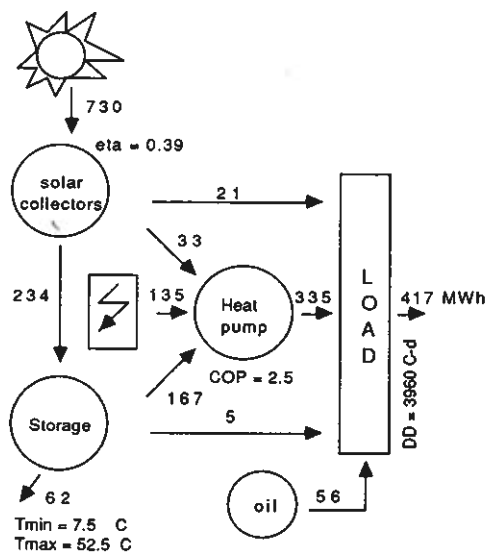 730
eta = 0.39
solar
collectors
21
33
234
135
Heat
pump
335
LOAD
417 MWh
COP = 2.5
DD = 3960 C-d
167
Storage
5
62
oil
56
Tmin = 7.5 C
Tmax = 52.5 C